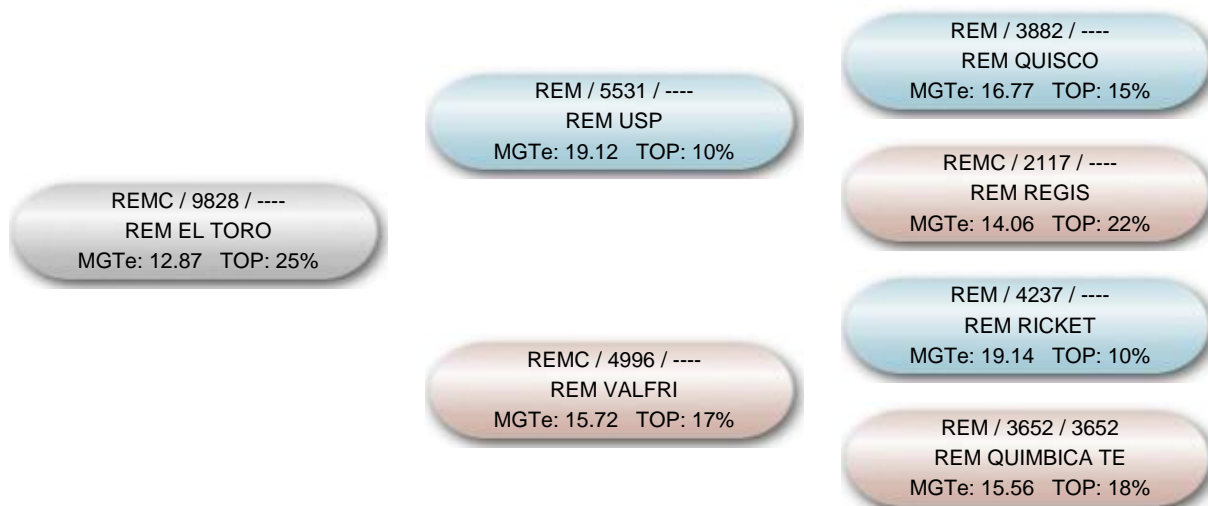 REMC / 9828 / ----
REM EL TORO
MGTe: 12.87 TOP: 25%
REM / 5531 / ----
REM USP
MGTe: 19.12 TOP: 10%
REMC / 4996 / ----
REM VALFRI
MGTe: 15.72 TOP: 17%
REM / 3882 / ----
REM QUISCO
MGTe: 16.77 TOP: 15%
REMC / 2117 / ----
REM REGIS
MGTe: 14.06 TOP: 22%
REM / 4237 / ----
REM RICKET
MGTe: 19.14 TOP: 10%
REM / 3652 / 3652
REM QUIMBICA TE
MGTe: 15.56 TOP: 18%